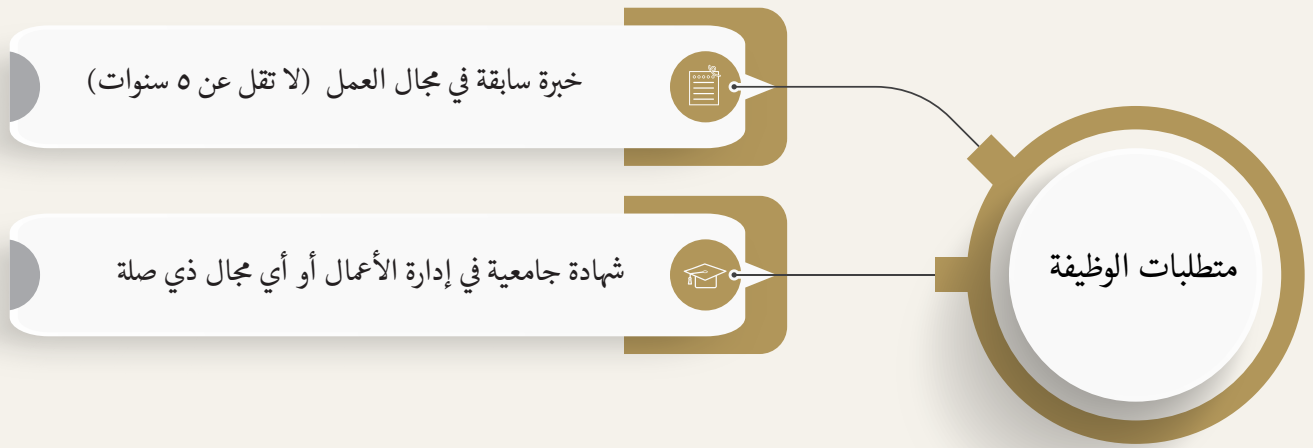 متطلبات الوظيفة
خبرة سابقة في مجال العمل (لا تقل عن ٥ سنوات)
شهادة جامعية في إدارة الأعمال أو أي مجال ذي صلة